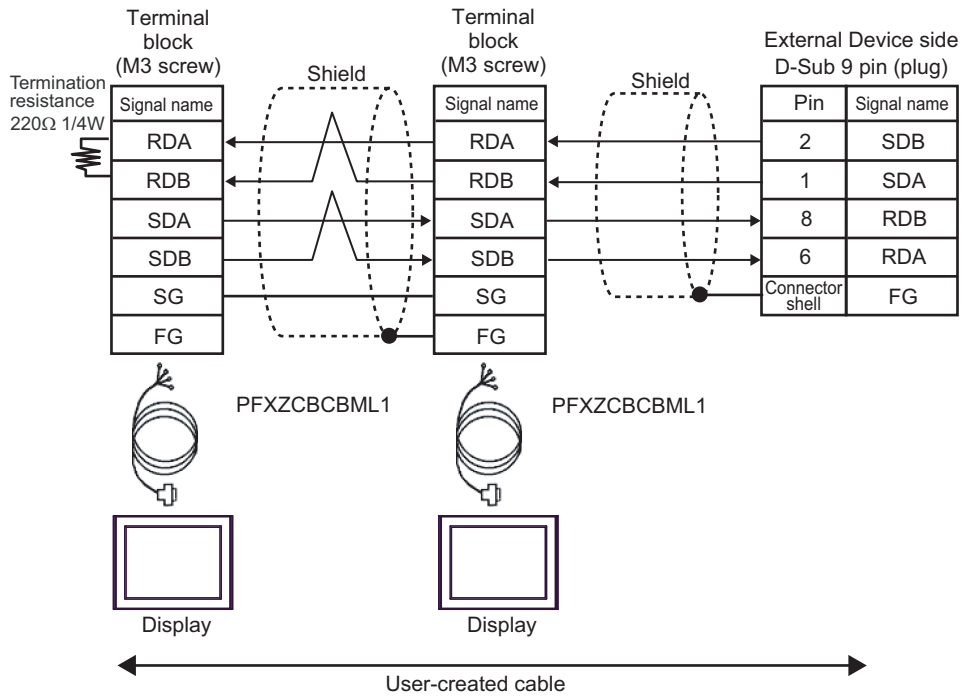 Terminal
block
(M3 screw)
Terminal
block
(M3 screw)
External Device side
D-Sub 9 pin (plug)
Termination
resistance
220Ω 1/4W
Shield
Shield
Signal name
RDA
RDB
SDA
SDB
SG
FG
Signal name
RDA
RDB
SDA
SDB
SG
FG
Pin Signal name
2 SDB
1 SDA
8 RDB
6 RDA
Connector
shell
FG
PFXZCBCBML1
PFXZCBCBML1
Display
Display
User-created cable